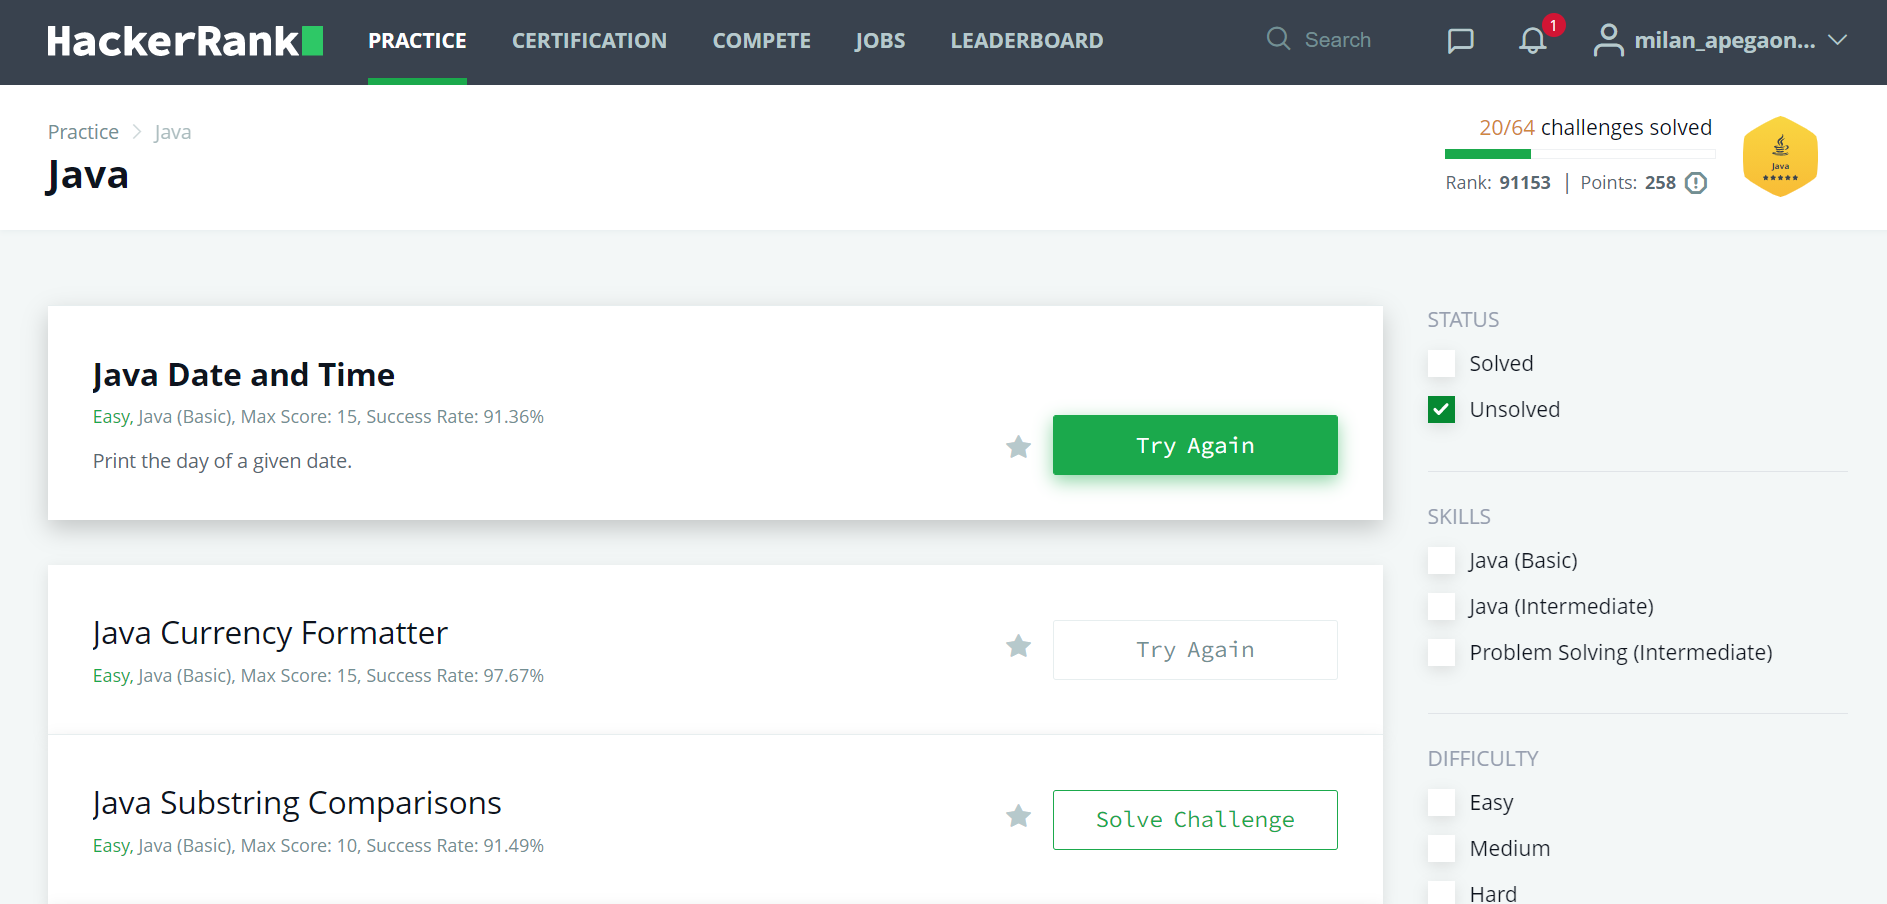 HackerRank PRACTICE CERTIFICATION COMPETE JOBS LEADERBOARD Search 1 milan_apegaon...
Practice Java
Java
20/64 challenges solved
Rank: 91153 | Points: 258
Java
Java Date and Time
Easy, Java (Basic), Max Score: 15, Success Rate: 91.36%
Print the day of a given date.
Try Again
Java Currency Formatter
Easy, Java (Basic), Max Score: 15, Success Rate: 97.67%
Try Again
Java Substring Comparisons
Easy, Java (Basic), Max Score: 10, Success Rate: 91.49%
Solve Challenge
STATUS
Solved
Unsolved
SKILLS
Java (Basic)
Java (Intermediate)
Problem Solving (Intermediate)
DIFFICULTY
Easy
Medium
Hard